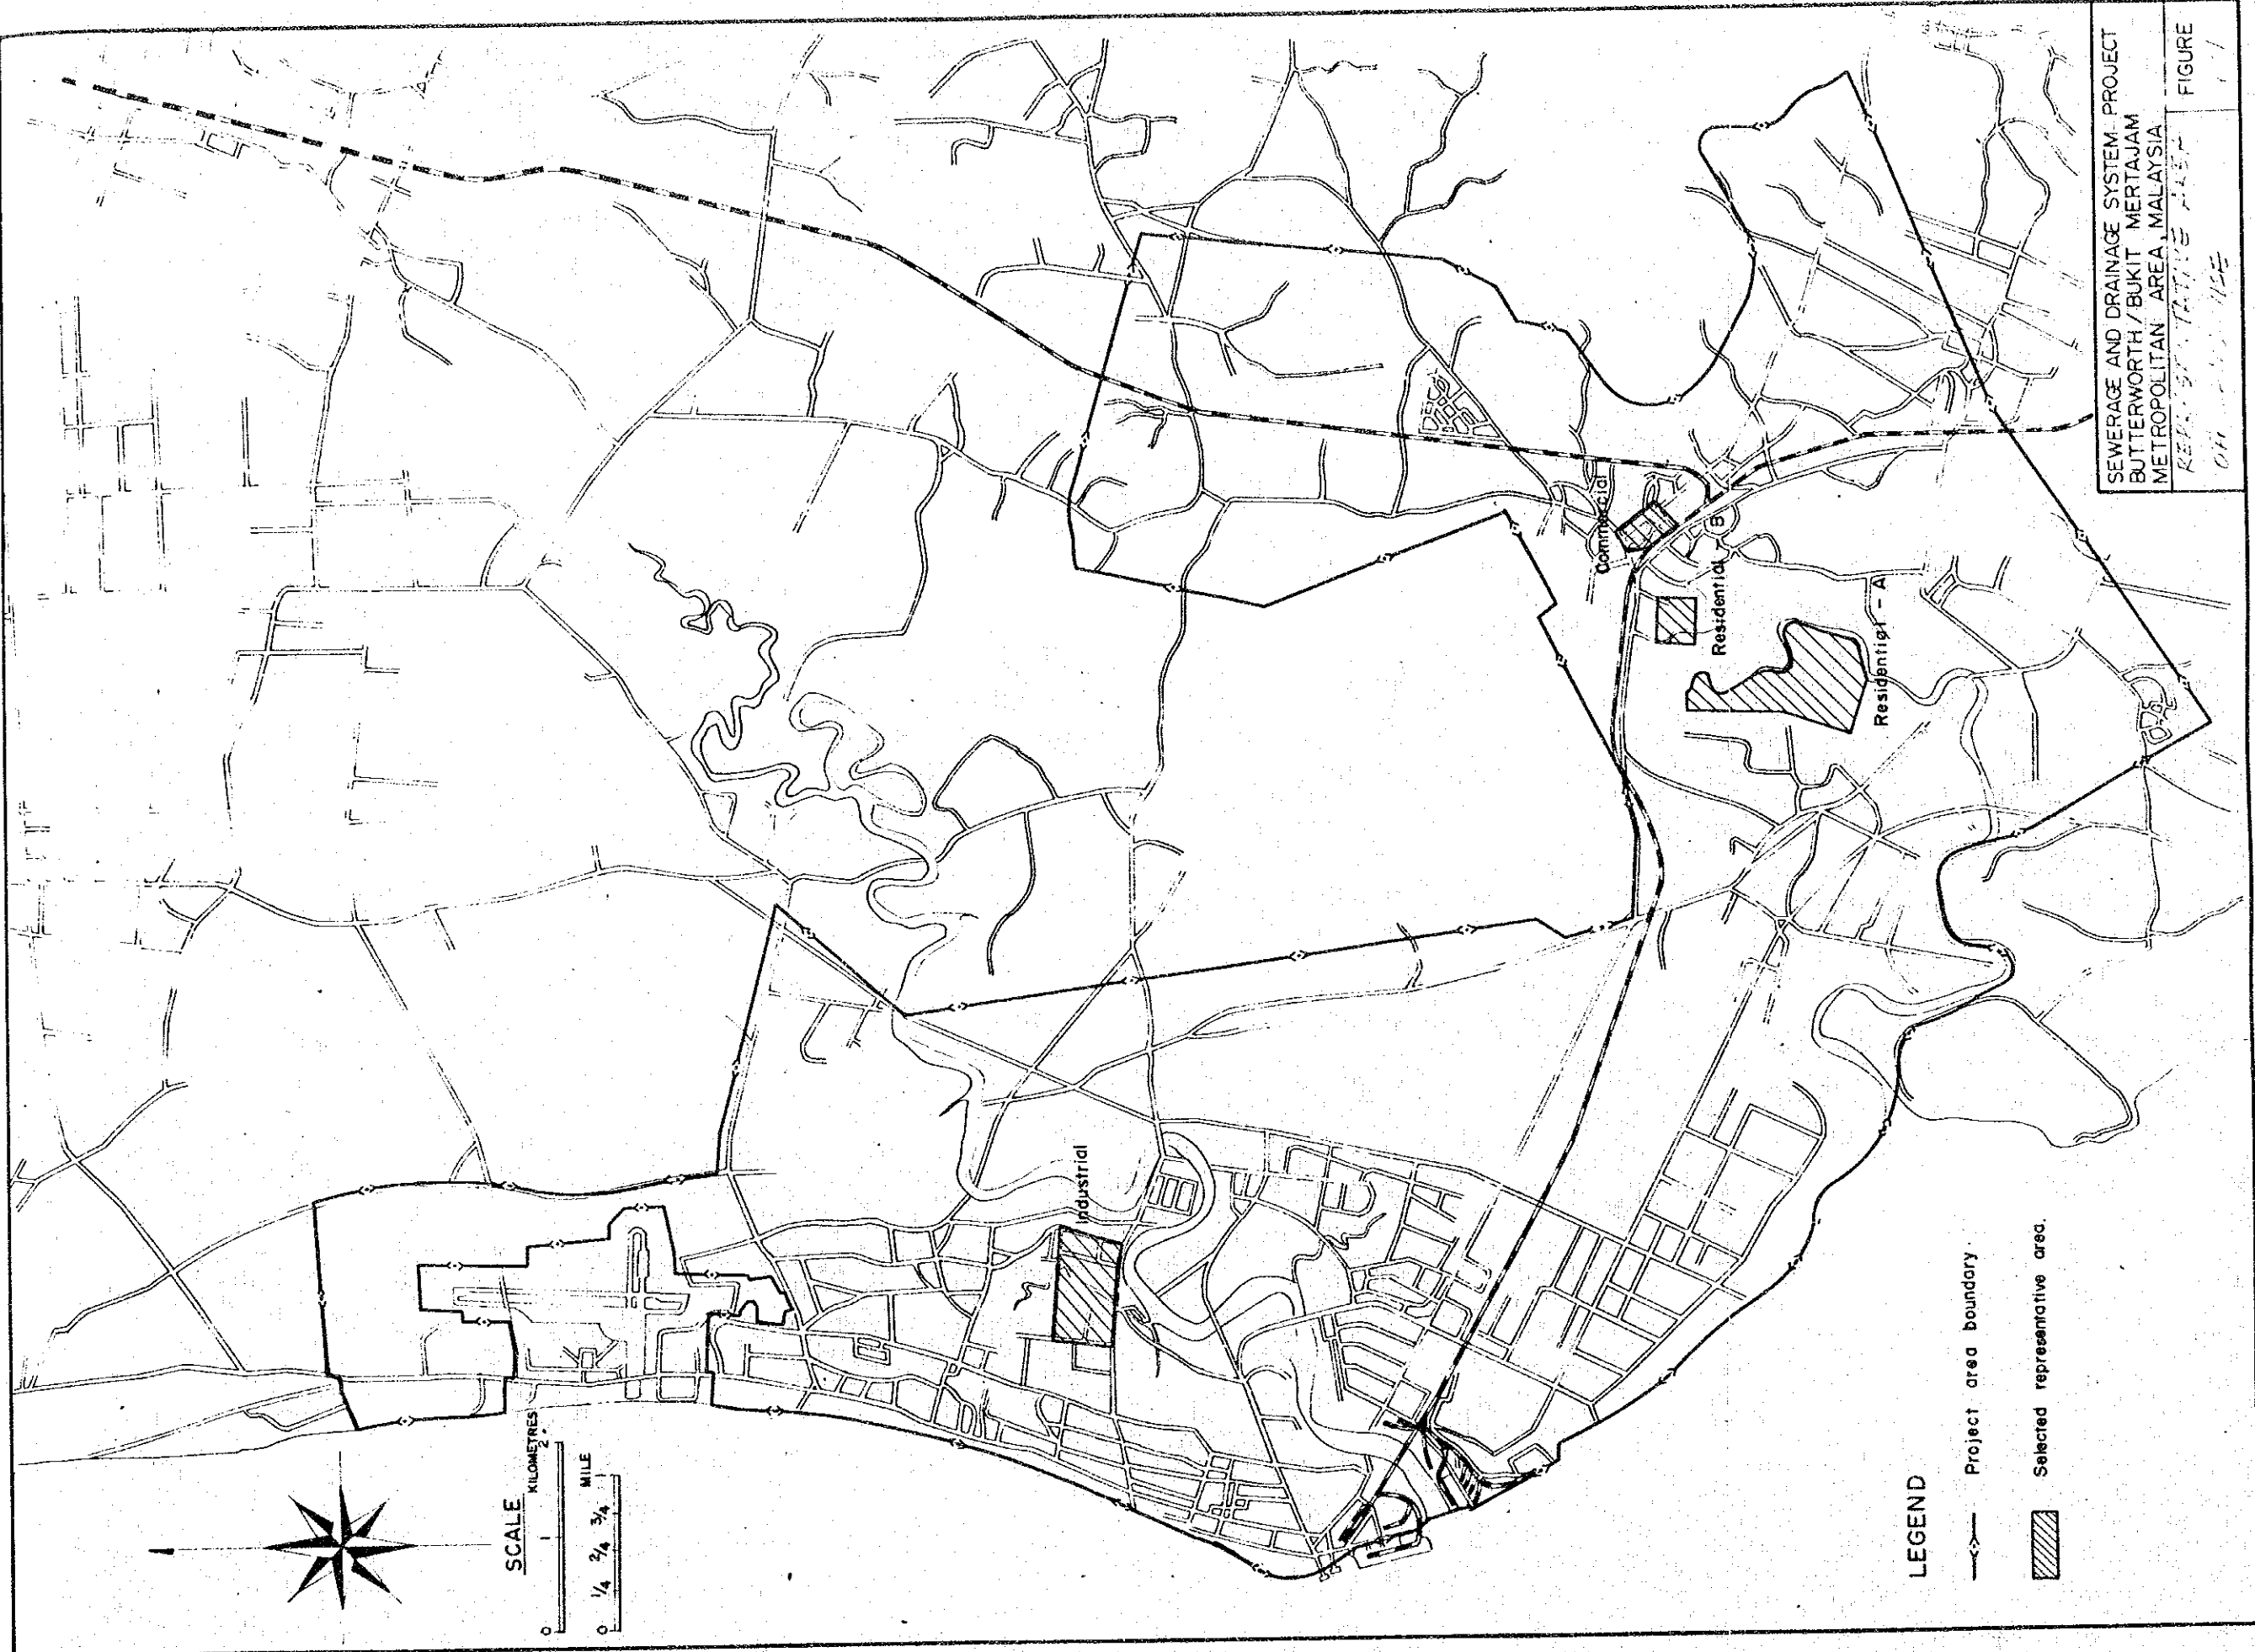 SEWERAGE AND DRAINAGE SYSTEM PROJECT
BUTTERWORTH / BUKIT MERTAJAM
METROPOLITAN AREA, MALAYSIA
FIGURE
Commercial
Residential - B
Residential - A
Industrial
SCALE
KILOMETRES
0 1 2
MILE
0 1/4 2/4 3/4 1
LEGEND
Project area boundary.
Selected representative area.